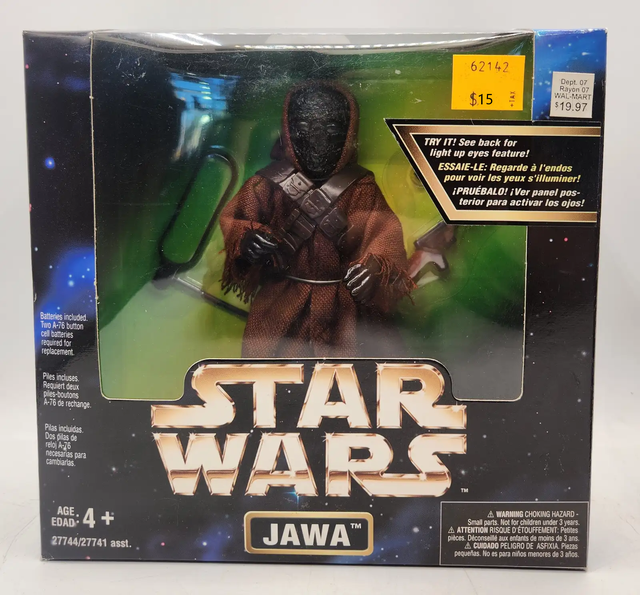 62142
$15 +TAX
Dept. 07
Rayon 07
WAL-MART
$19.97
TRY IT! See back for
light up eyes feature!
ESSAIE-LE: Regarde à l'endos
pour voir les yeux s'illuminer!
¡PRUÉBALO! ¡Ver panel pos-
terior para activar los ojos!
Batteries included.
Two A-76 button
cell batteries
required for
replacement.
Piles incluses.
Requiert deux
piles-boutons
A-76 de rechange.
Pilas incluidas.
Dos pilas de
reloj A-76
necesarias para
cambiarlas.
STAR
WARS™
AGE
EDAD: 4 +
27744/27741 asst.
JAWA™
⚠ WARNING CHOKING HAZARD -
Small parts. Not for children under 3 years.
⚠ ATTENTION RISQUE D'ÉTOUFFEMENT: Petites
pièces. Déconseillé aux enfants de moins de 3 ans.
⚠ CUIDADO PELIGRO DE ASFIXIA. Piezas
pequeñas. No es para niños menores de 3 años.